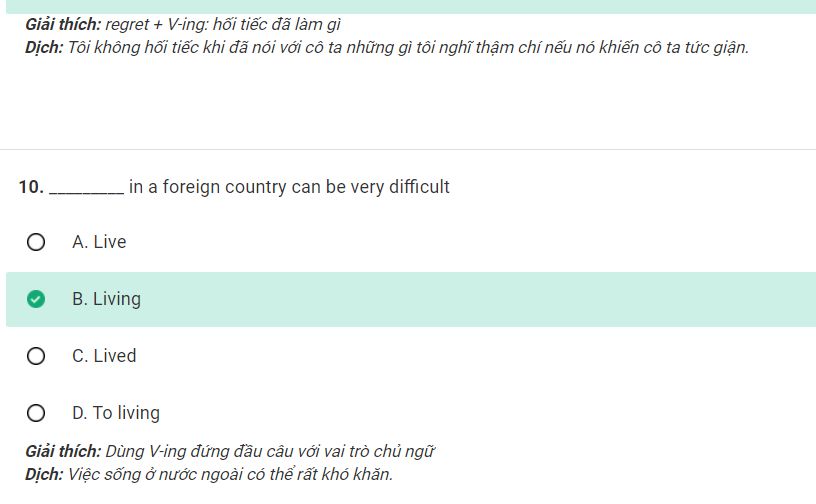 Giải thích: regret + V-ing: hối tiếc đã làm gì
Dịch: Tôi không hối tiếc khi đã nói với cô ta những gì tôi nghĩ thậm chí nếu nó khiến cô ta tức giận.
10. _________ in a foreign country can be very difficult
A. Live
B. Living
C. Lived
D. To living
Giải thích: Dùng V-ing đứng đầu câu với vai trò chủ ngữ
Dịch: Việc sống ở nước ngoài có thể rất khó khăn.